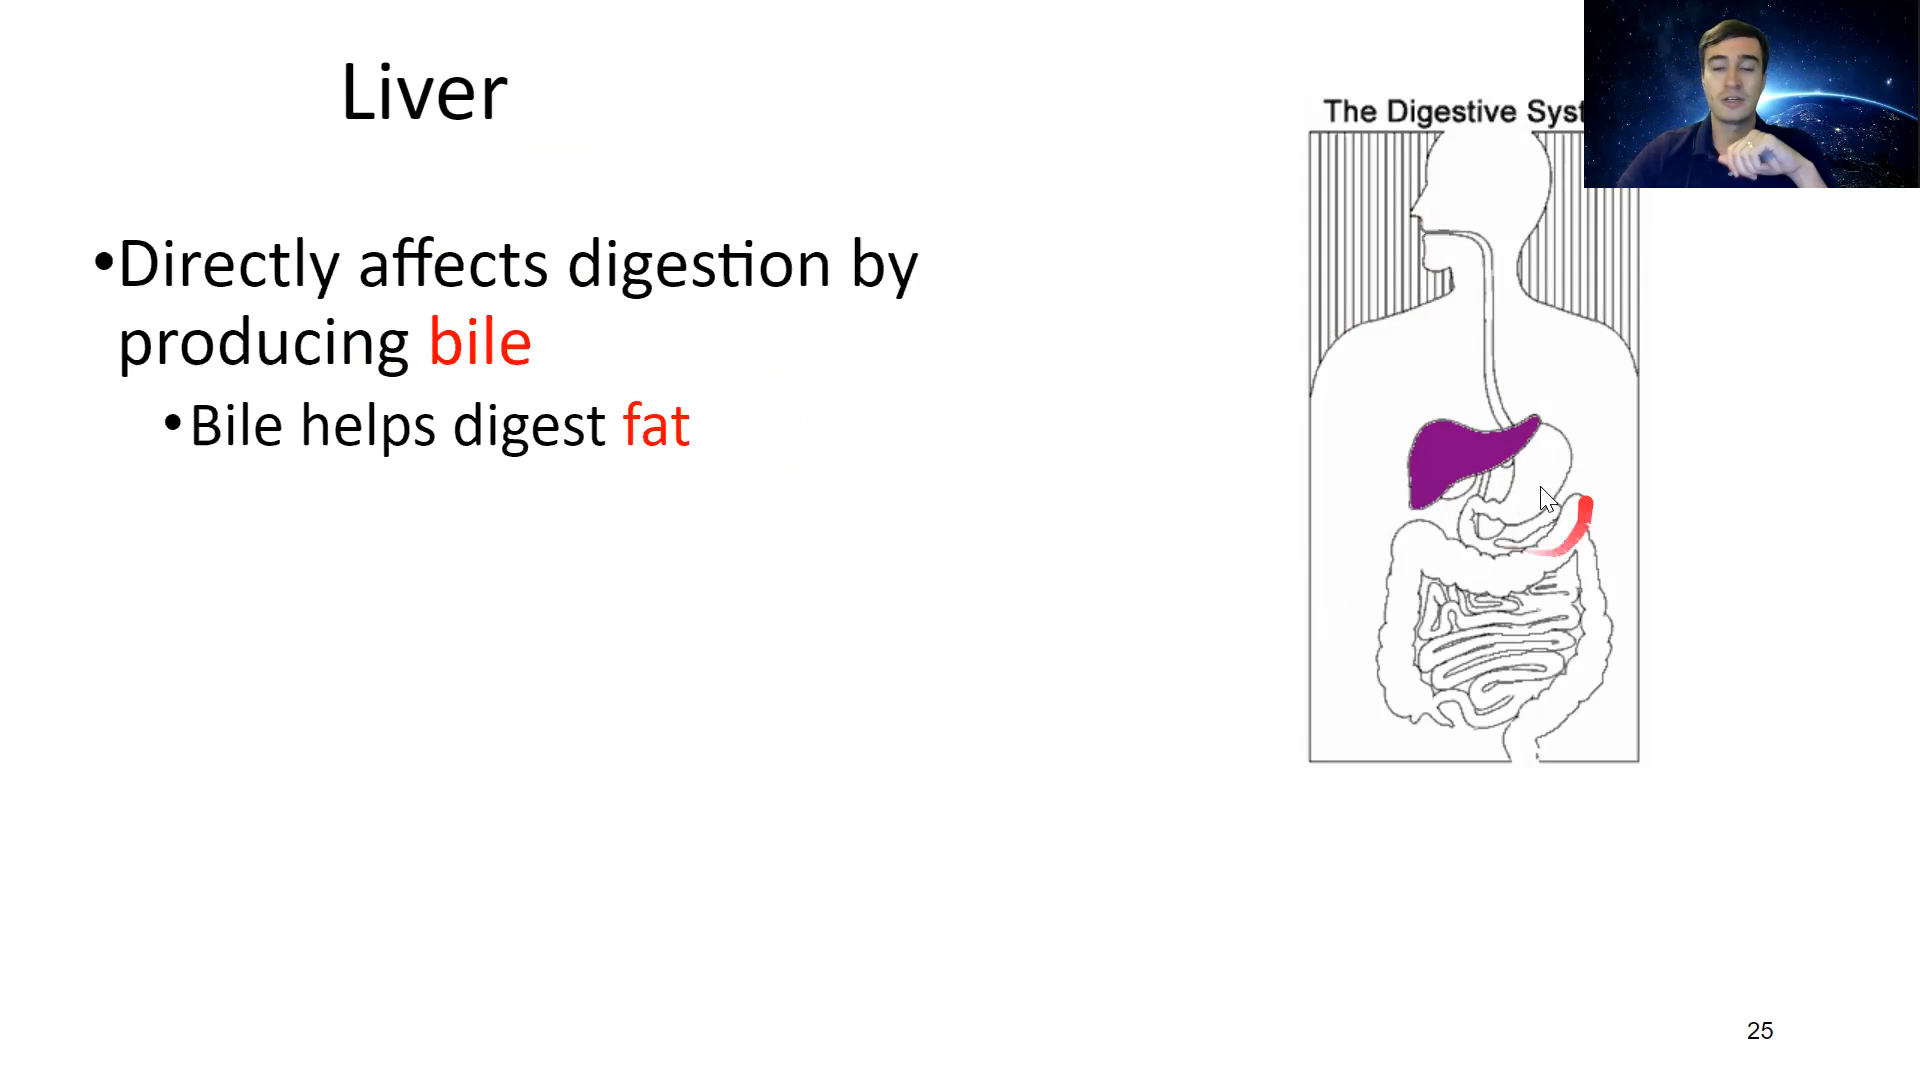 Liver
The Digestive Syst
•Directly affects digestion by
producing bile
•Bile helps digest fat
25